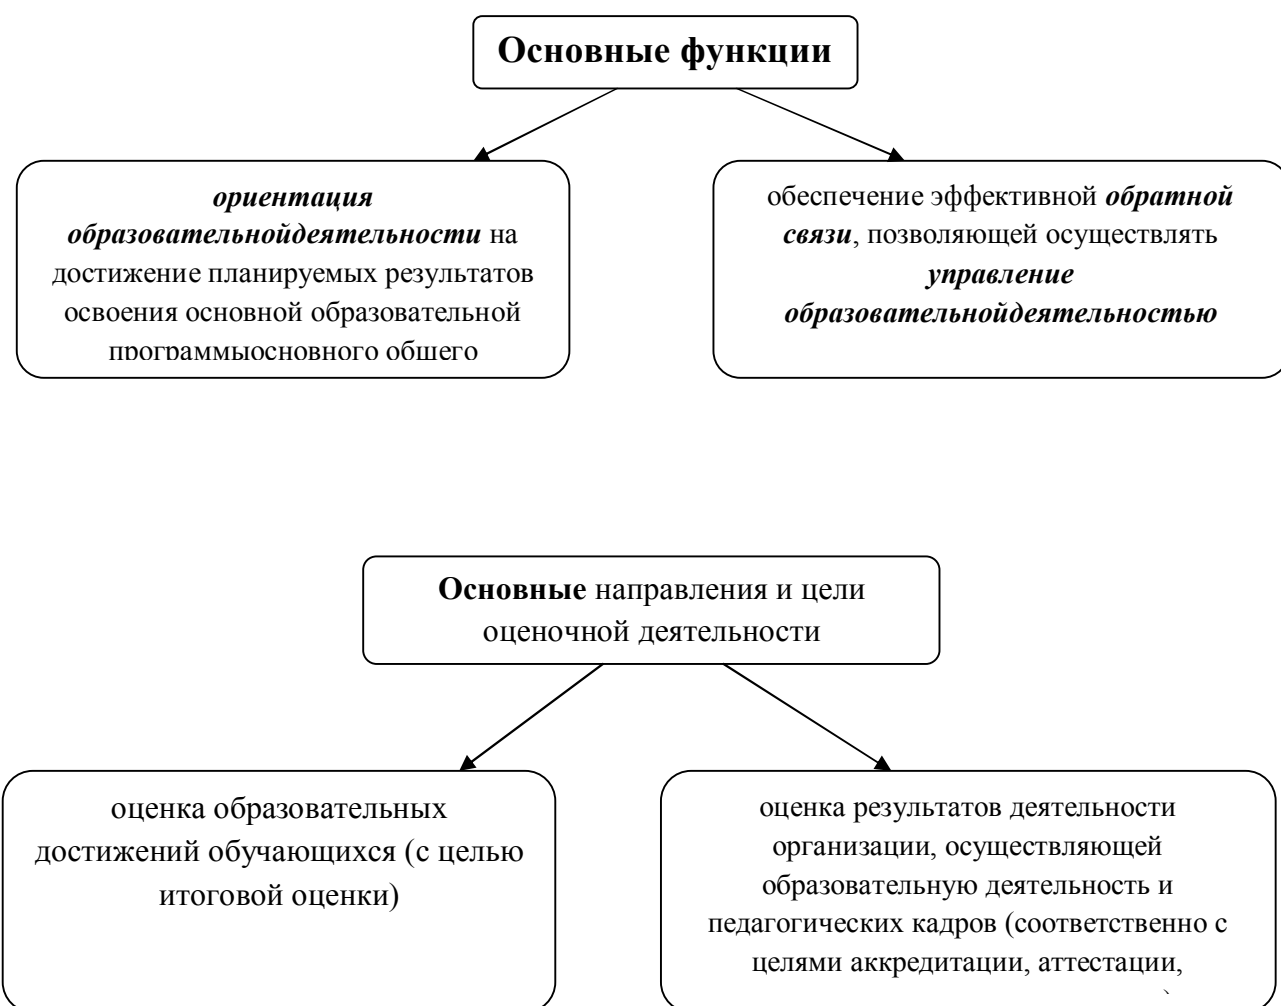 Основные функции
ориентация
образовательнойдеятельности на
достижение планируемых результатов
освоения основной образовательной
программыосновного общего
обеспечение эффективной обратной
связи, позволяющей осуществлять
управление
образовательнойдеятельностью
Основные направления и цели
оценочной деятельности
оценка образовательных
достижений обучающихся (с целью
итоговой оценки)
оценка результатов деятельности
организации, осуществляющей
образовательную деятельность и
педагогических кадров (соответственно с
целями аккредитации, аттестации,